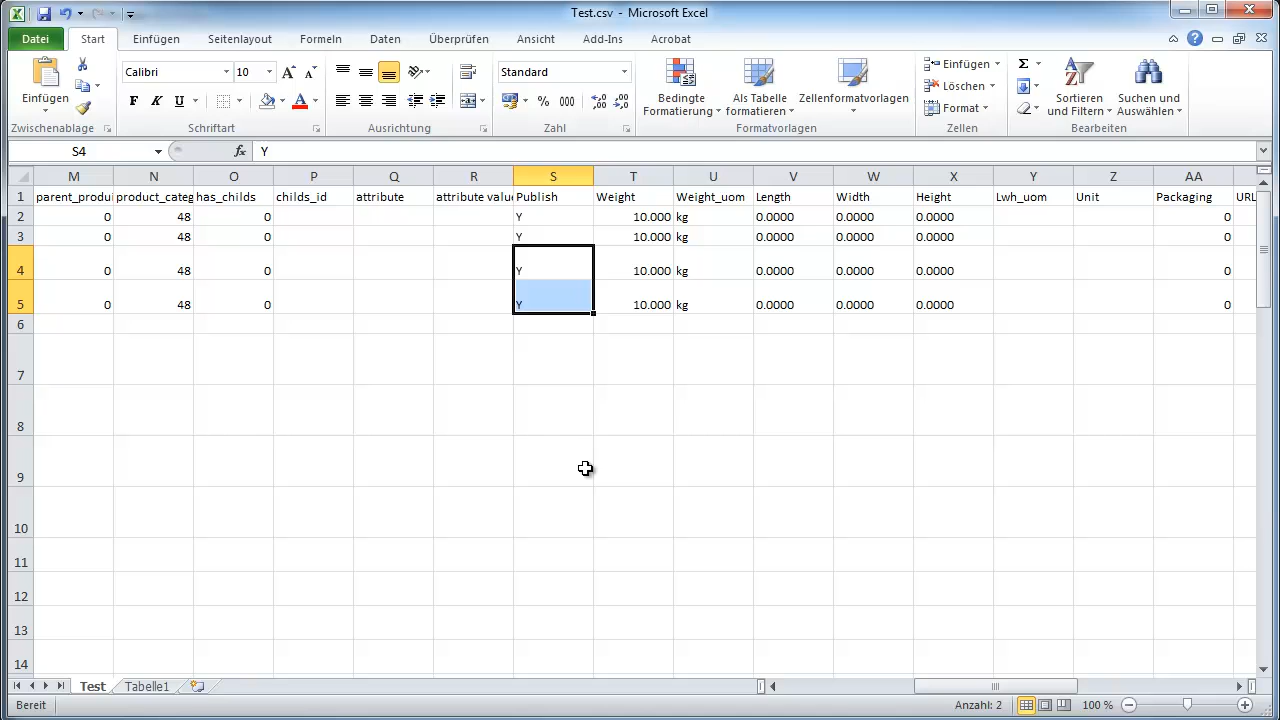 Test.csv - Microsoft Excel
Datei Start Einfügen Seitenlayout Formeln Daten Überprüfen Ansicht Add-Ins Acrobat
Calibri 10 Standard Einfügen Σ
Löschen
Einfügen F K U % 000 Bedingte Als Tabelle Zellenformatvorlagen Format Sortieren Suchen und
Formatierung formatieren und Filtern Auswählen
Zwischenablage Schriftart Ausrichtung Zahl Formatvorlagen Zellen Bearbeiten
S4 fx Y
M N O P Q R S T U V W X Y Z AA
1 parent_produ product_categ has_childs childs_id attribute attribute valu Publish Weight Weight_uom Length Width Height Lwh_uom Unit Packaging URL
2 0 48 0 Y 10.000 kg 0.0000 0.0000 0.0000 0
3 0 48 0 Y 10.000 kg 0.0000 0.0000 0.0000 0
4 0 48 0 Y 10.000 kg 0.0000 0.0000 0.0000 0
5 0 48 0 Y 10.000 kg 0.0000 0.0000 0.0000 0
6
7
8
9
10
11
12
13
14
Test Tabelle1
Bereit Anzahl: 2 100 %